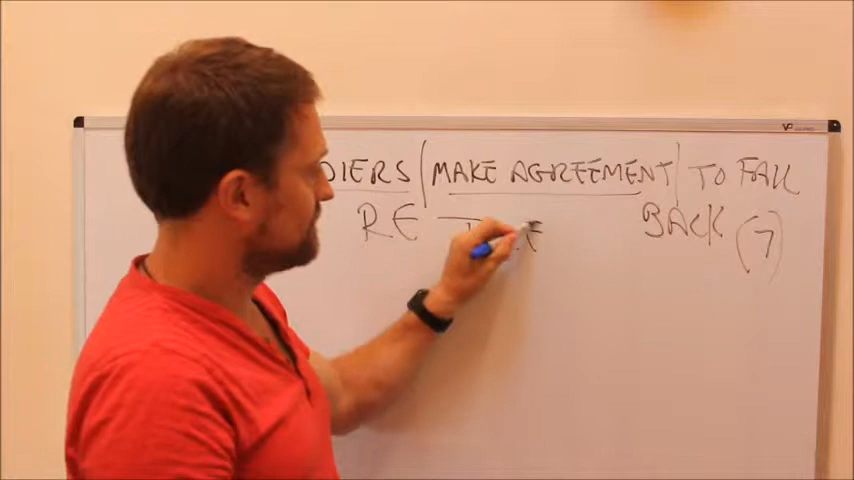 DIERS / MAKE AGREEMENT / TO FALL
RE BACK (7)